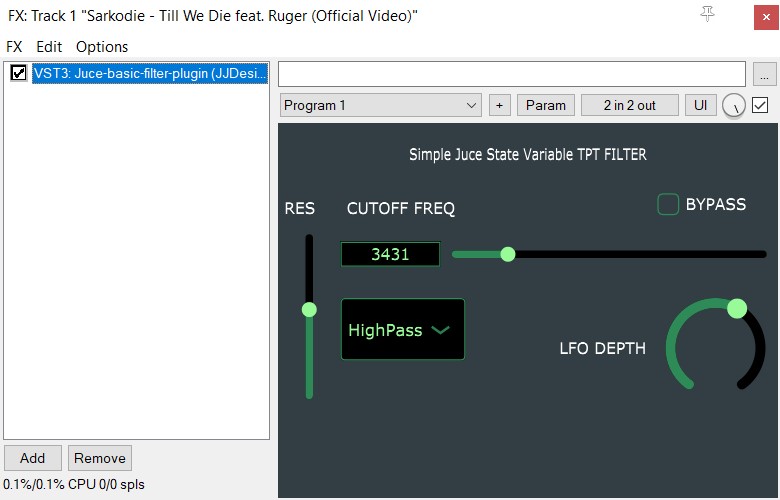 FX: Track 1 "Sarkodie - Till We Die feat. Ruger (Official Video)"
FX Edit Options
VST3: Juce-basic-filter-plugin (JJDesi...
...
Program 1 + Param 2 in 2 out UI
Simple Juce State Variable TPT FILTER
RES CUTOFF FREQ BYPASS
3431
HighPass LFO DEPTH
Add Remove
0.1%/0.1% CPU 0/0 spls